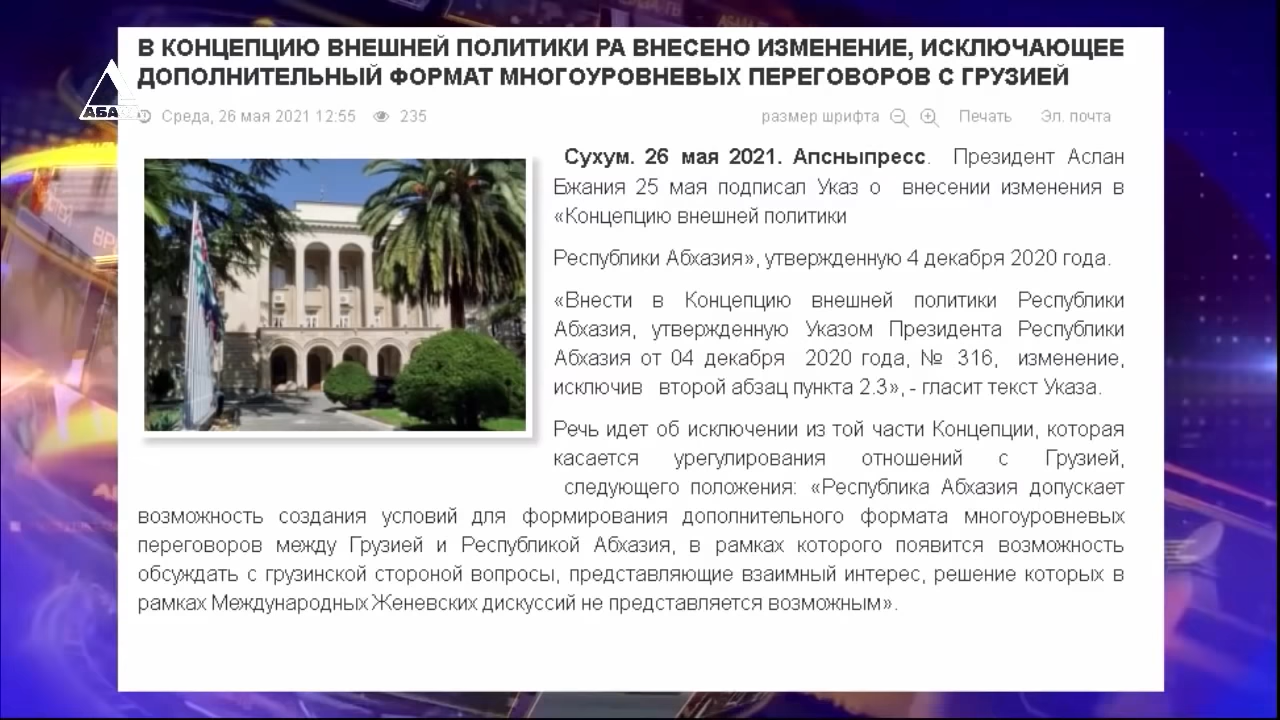 В КОНЦЕПЦИЮ ВНЕШНЕЙ ПОЛИТИКИ РА ВНЕСЕНО ИЗМЕНЕНИЕ, ИСКЛЮЧАЮЩЕЕ
ДОПОЛНИТЕЛЬНЫЙ ФОРМАТ МНОГОУРОВНЕВЫХ ПЕРЕГОВОРОВ С ГРУЗИЕЙ
Среда, 26 мая 2021 12:55 235 размер шрифта Печать Эл. почта
Сухум. 26 мая 2021. Апсныпресс. Президент Аслан
Бжания 25 мая подписал Указ о внесении изменения в
«Концепцию внешней политики
Республики Абхазия», утвержденную 4 декабря 2020 года.
«Внести в Концепцию внешней политики Республики
Абхазия, утвержденную Указом Президента Республики
Абхазия от 04 декабря 2020 года, № 316, изменение,
исключив второй абзац пункта 2.3», - гласит текст Указа.
Речь идет об исключении из той части Концепции, которая
касается урегулирования отношений с Грузией,
следующего положения: «Республика Абхазия допускает
возможность создания условий для формирования дополнительного формата многоуровневых
переговоров между Грузией и Республикой Абхазия, в рамках которого появится возможность
обсуждать с грузинской стороной вопросы, представляющие взаимный интерес, решение которых в
рамках Международных Женевских дискуссий не представляется возможным».